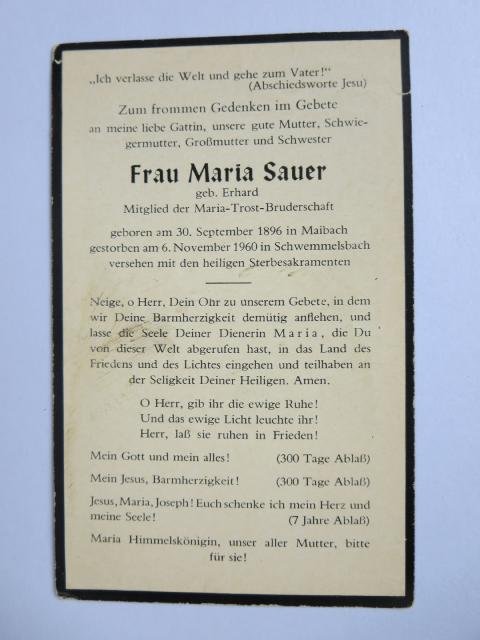 „Ich verlasse die Welt und gehe zum Vater!"
(Abschiedsworte Jesu)
Zum frommen Gedenken im Gebete
an meine liebe Gattin, unsere gute Mutter, Schwie-
germutter, Großmutter und Schwester
Frau Maria Sauer
geb. Erhard
Mitglied der Maria-Trost-Bruderschaft
geboren am 30. September 1896 in Maibach
gestorben am 6. November 1960 in Schwemmelsbach
versehen mit den heiligen Sterbesakramenten
Neige, o Herr, Dein Ohr zu unserem Gebete, in dem
wir Deine Barmherzigkeit demütig anflehen, und
lasse die Seele Deiner Dienerin Maria, die Du
von dieser Welt abgerufen hast, in das Land des
Friedens und des Lichtes eingehen und teilhaben an
der Seligkeit Deiner Heiligen. Amen.
O Herr, gib ihr die ewige Ruhe!
Und das ewige Licht leuchte ihr!
Herr, laß sie ruhen in Frieden!
Mein Gott und mein alles! (300 Tage Ablaß)
Mein Jesus, Barmherzigkeit! (300 Tage Ablaß)
Jesus, Maria, Joseph! Euch schenke ich mein Herz und
meine Seele! (7 Jahre Ablaß)
Maria Himmelskönigin, unser aller Mutter, bitte
für sie!